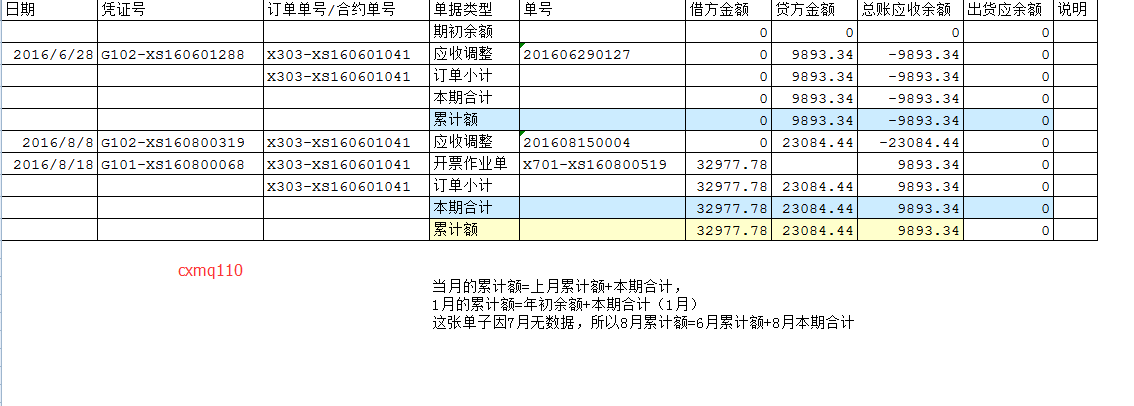 日期 凭证号 订单单号/合约单号 单据类型 单号 借方金额 贷方金额 总账应收余额 出货应余额 说明
期初余额 0 0 0 0
2016/6/28 G102-XS160601288 X303-XS160601041 应收调整 201606290127 0 9893.34 -9893.34 0
X303-XS160601041 订单小计 0 9893.34 -9893.34 0
本期合计 0 9893.34 -9893.34 0
累计额 0 9893.34 -9893.34 0
2016/8/8 G102-XS160800319 X303-XS160601041 应收调整 201608150004 0 23084.44 -23084.44 0
2016/8/18 G101-XS160800068 X303-XS160601041 开票作业单 X701-XS160800519 32977.78 9893.34 0
X303-XS160601041 订单小计 32977.78 23084.44 9893.34 0
本期合计 32977.78 23084.44 9893.34 0
累计额 32977.78 23084.44 9893.34 0
cxmq110
当月的累计额=上月累计额+本期合计，
1月的累计额=年初余额+本期合计（1月）
这张单子因7月无数据，所以8月累计额=6月累计额+8月本期合计